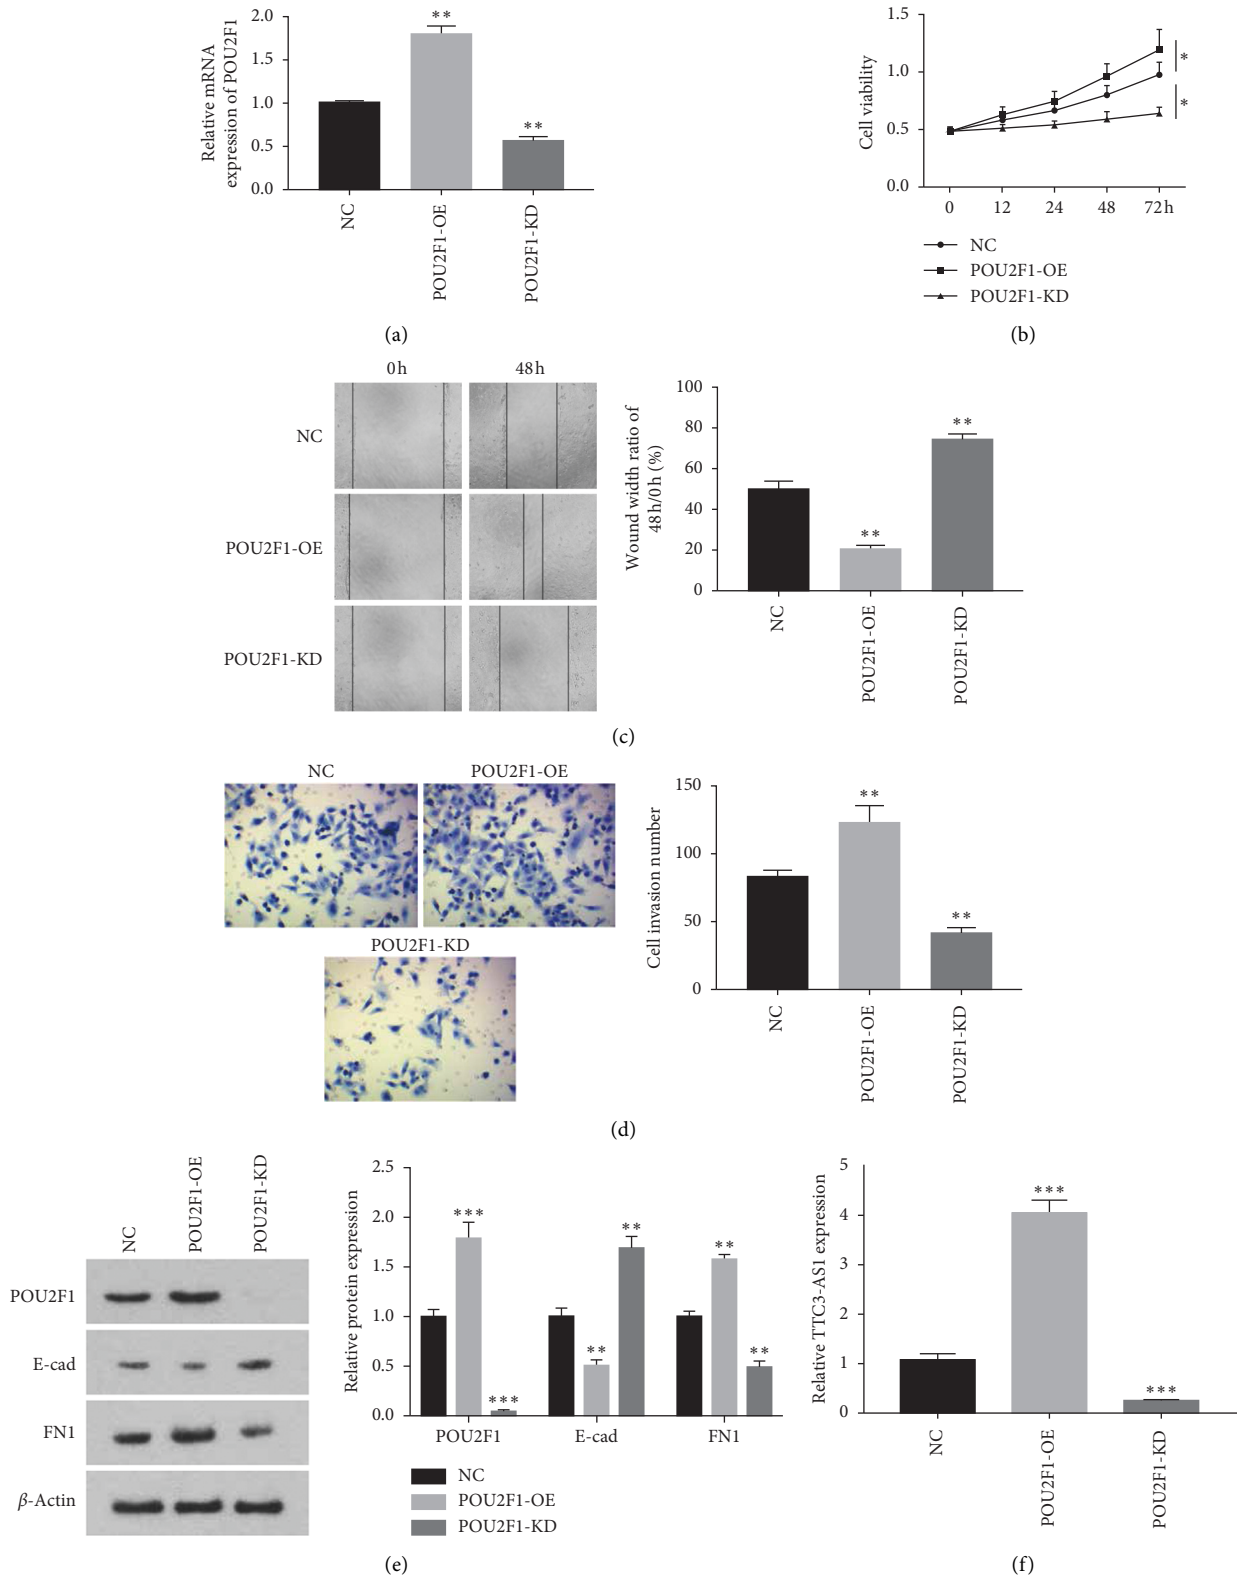 Relative mRNA
expression of POU2F1
2.0
1.5
1.0
0.5
0.0
**
**
NC
POU2F1-OE
POU2F1-KD
(a)
Cell viability
1.5
1.0
0.5
0.0
*
*
0 12 24 48 72h
NC
POU2F1-OE
POU2F1-KD
(b)
0h 48h
NC
POU2F1-OE
POU2F1-KD
Wound width ratio of
48h/0h (%)
100
80
60
40
20
0
**
**
NC
POU2F1-OE
POU2F1-KD
(c)
NC POU2F1-OE
POU2F1-KD
Cell invasion number
150
100
50
0
**
**
NC
POU2F1-OE
POU2F1-KD
(d)
NC
POU2F1-OE
POU2F1-KD
POU2F1
E-cad
FN1
β-Actin
Relative protein expression
2.5
2.0
1.5
1.0
0.5
0.0
***
***
**
**
**
**
POU2F1 E-cad FN1
NC
POU2F1-OE
POU2F1-KD
(e)
Relative TTC3-AS1 expression
5
4
3
2
1
0
***
***
NC
POU2F1-OE
POU2F1-KD
(f)